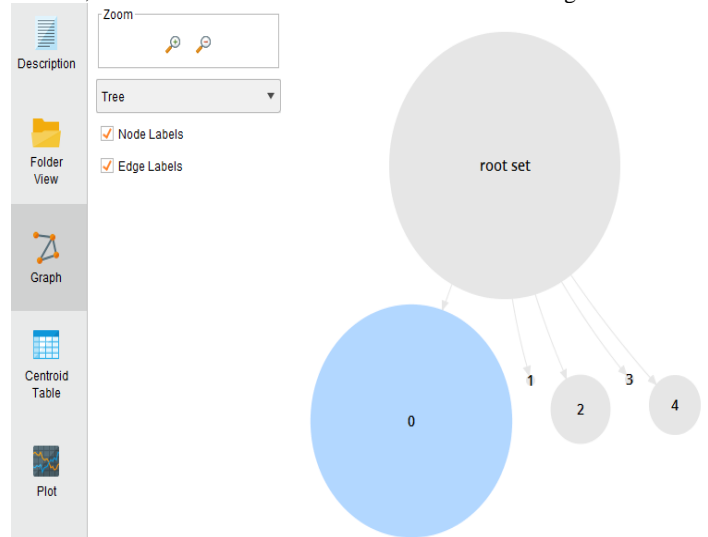 Zoom
Description
Tree
Node Labels
Edge Labels
Folder
View
Graph
Centroid
Table
Plot
root set
0
1
2
3
4